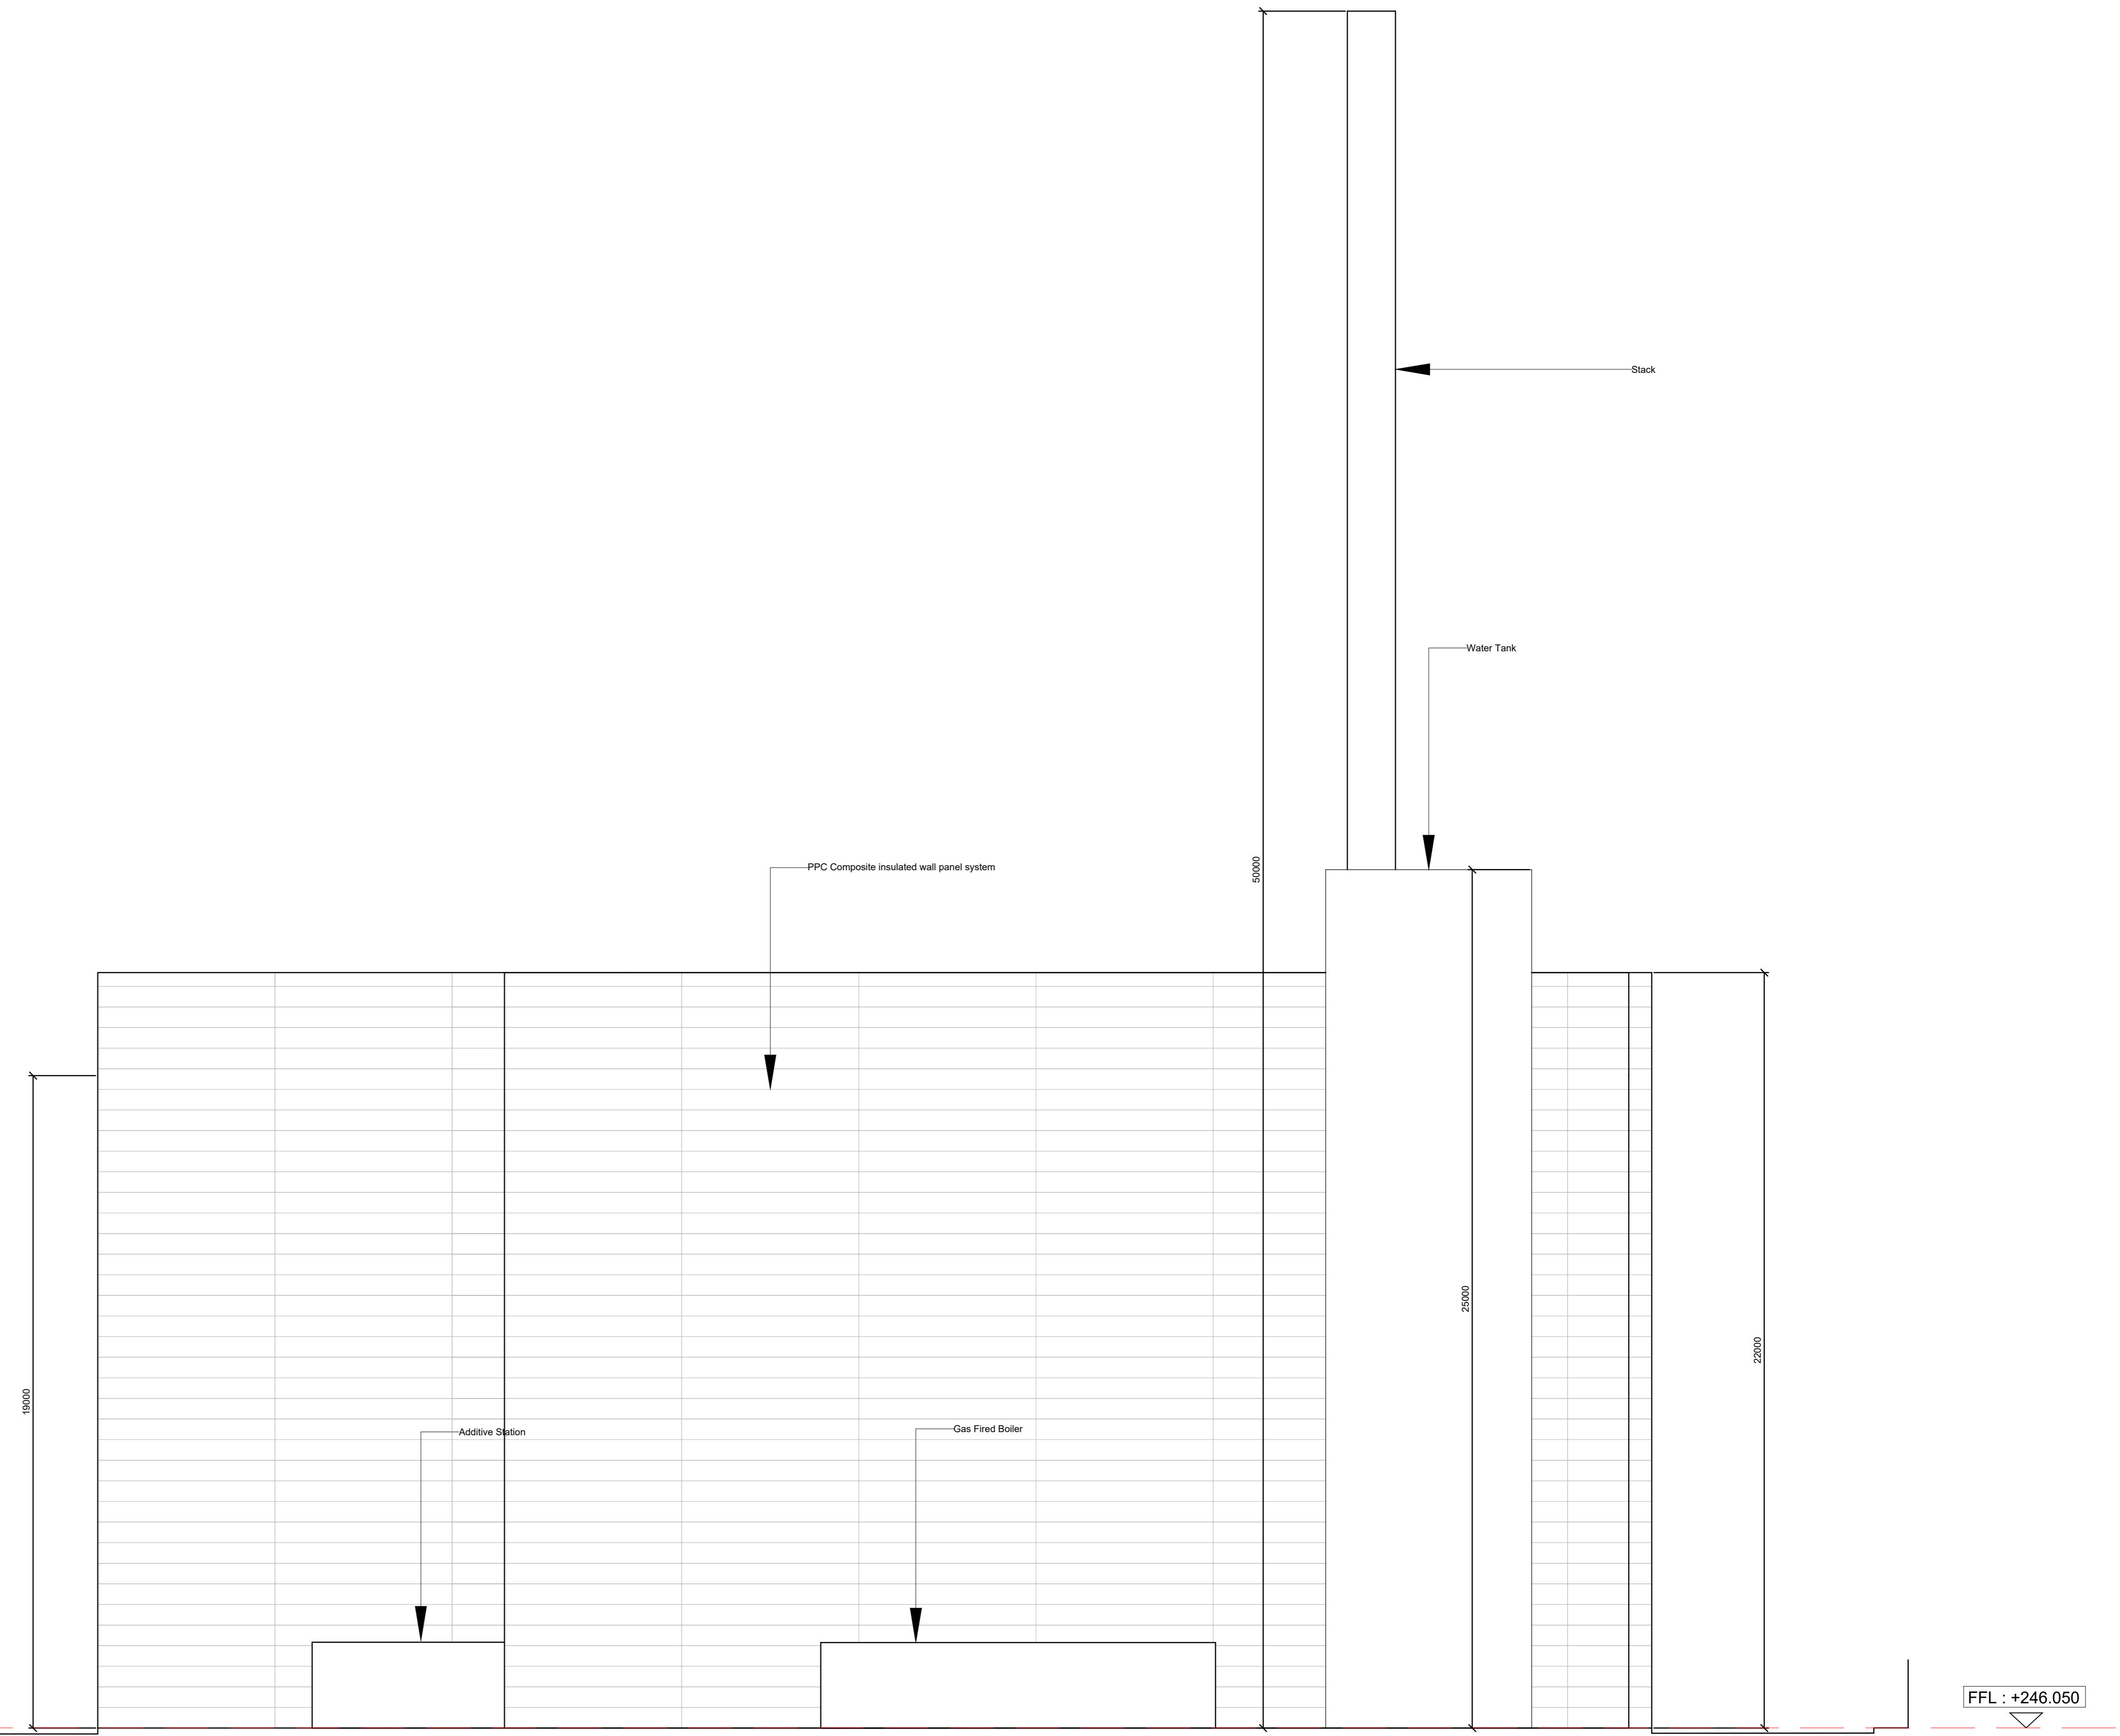 Stack
Water Tank
PPC Composite insulated wall panel system
50000
25000
22000
19000
Additive Station
Gas Fired Boiler
FFL : +246.050